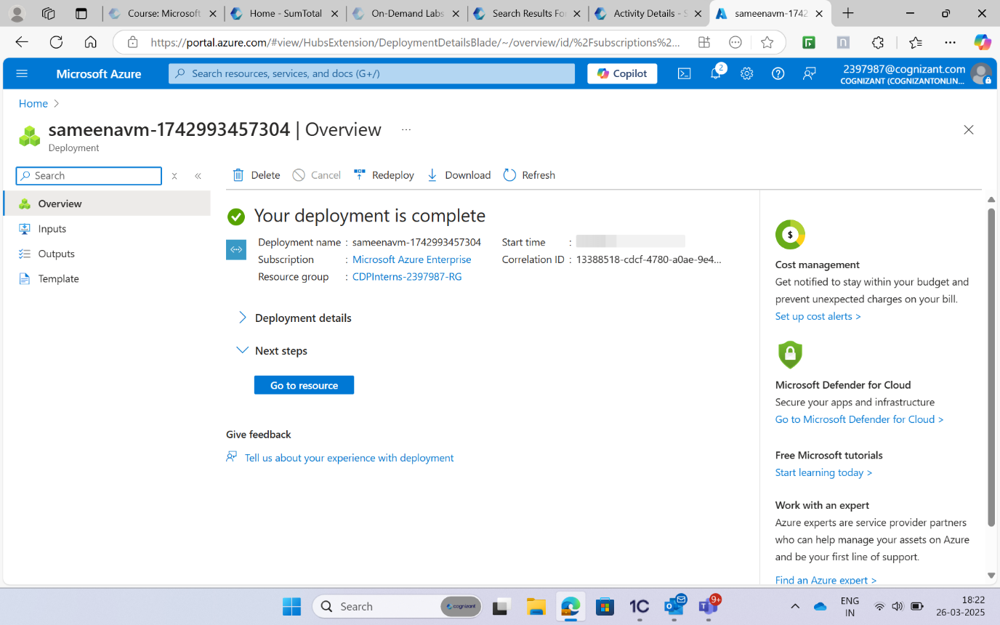 Course: Microsoft
Home - SumTotal
On-Demand Labs
Search Results Fo
Activity Details - S
sameenavm-1742
https://portal.azure.com/#view/HubsExtension/DeploymentDetailsBlade/~/overview/id/%2Fsubscriptions%2...
Microsoft Azure
Search resources, services, and docs (G+/)
Copilot
2
2397987@cognizant.com
COGNIZANT (COGNIZANTONLIN...
Home
sameenavm-1742993457304 | Overview ...
Deployment
Search
Delete
Cancel
Redeploy
Download
Refresh
Overview
Inputs
Outputs
Template
Your deployment is complete
Deployment name : sameenavm-1742993457304
Subscription : Microsoft Azure Enterprise
Resource group : CDPInterns-2397987-RG
Start time :
Correlation ID : 13388518-cdcf-4780-a0ae-9e4...
Deployment details
Next steps
Go to resource
Give feedback
Tell us about your experience with deployment
$
Cost management
Get notified to stay within your budget and
prevent unexpected charges on your bill.
Set up cost alerts >
Microsoft Defender for Cloud
Secure your apps and infrastructure
Go to Microsoft Defender for Cloud >
Free Microsoft tutorials
Start learning today >
Work with an expert
Azure experts are service provider partners
who can help manage your assets on Azure
and be your first line of support.
Find an Azure expert >
Search
cognizant
1C
9+
ENG
IN
18:22
26-03-2025